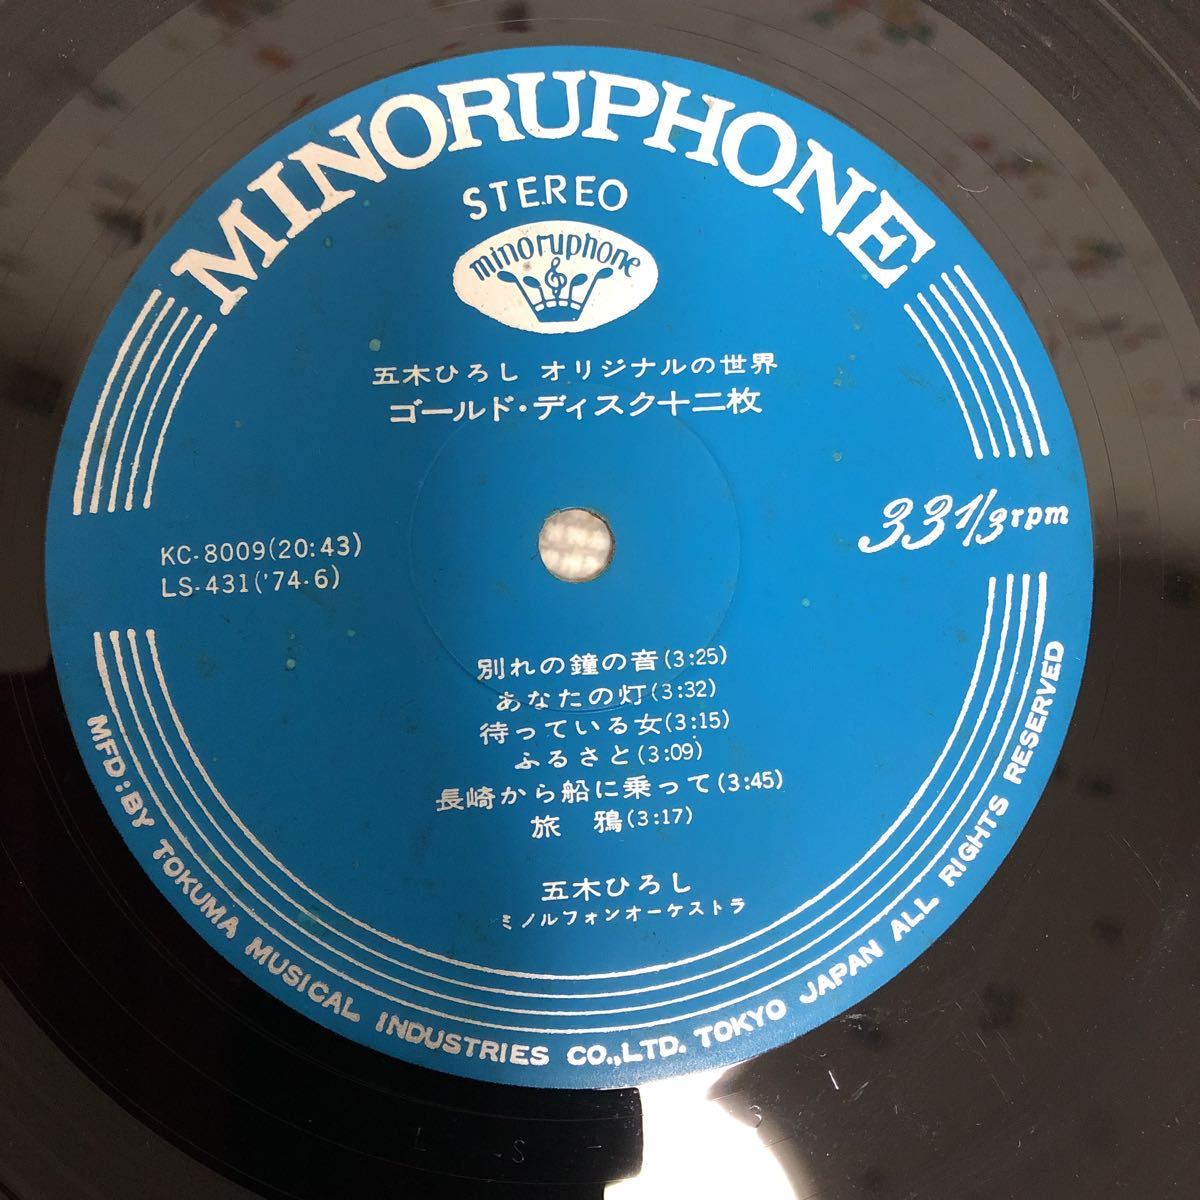 MINORUPHONE
STEREO
minoruphone
五木ひろし オリジナルの世界
ゴールド・ディスク十二枚
KC-8009(20:43)
LS-431('74·6)
33 1/3 rpm
別れの鐘の音(3:25)
あなたの灯(3:32)
待っている女(3:15)
ふるさと(3:09)
長崎から船に乗って(3:45)
旅 鴉(3:17)
五木ひろし
ミノルフォンオーケストラ
MFD:BY TOKUMA MUSICAL INDUSTRIES CO.,LTD. TOKYO JAPAN ALL RIGHTS RESERVED